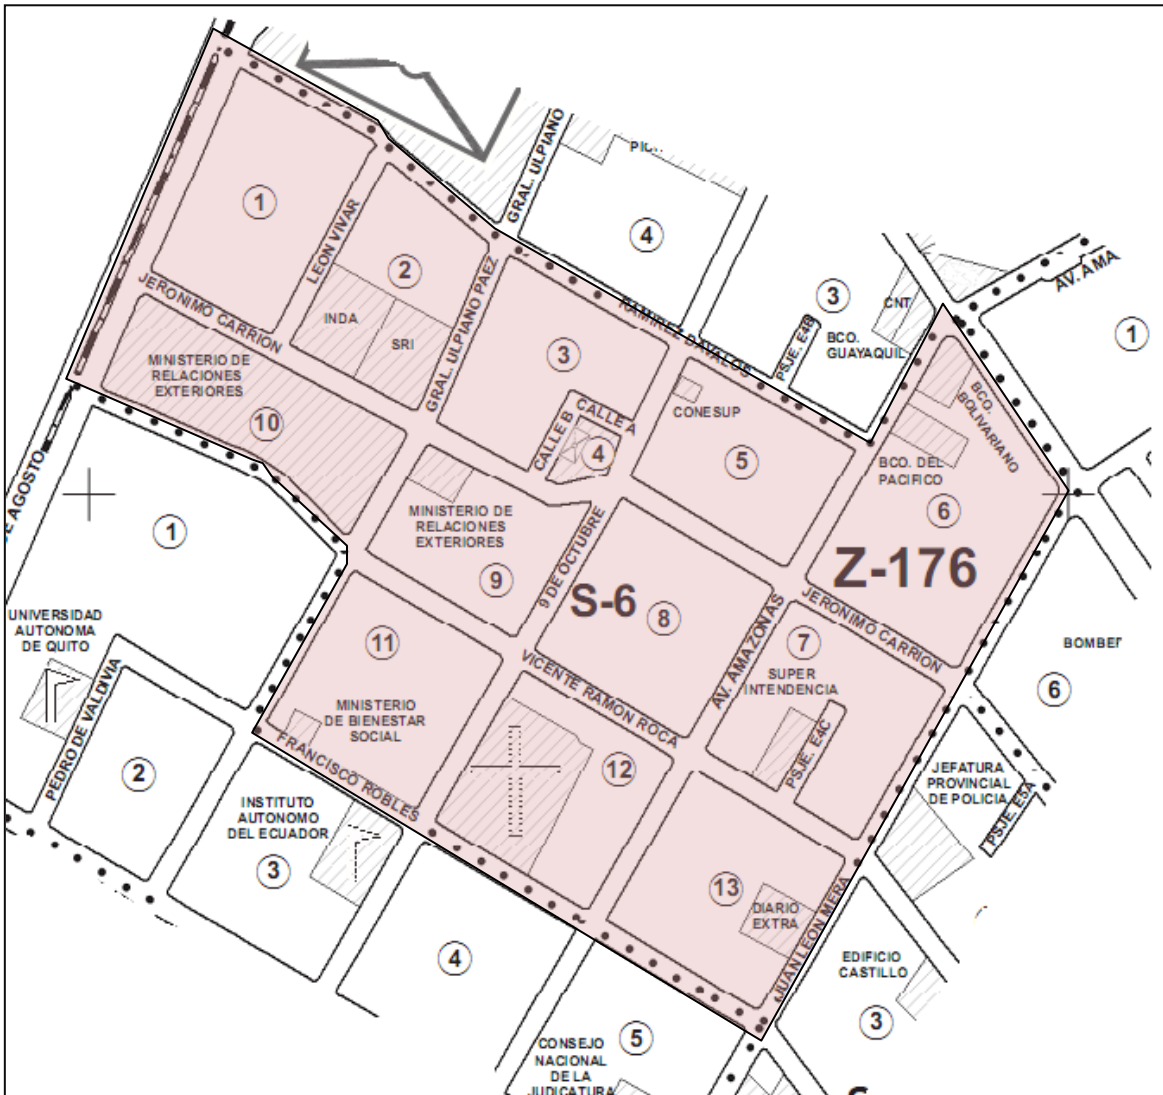 GRAL. ULPIANO
4
3
CNT
AV. AMA
PSJE. E4B
BCO.
GUAYAQUIL
1
1
LEON VIVAR
2
GRAL. ULPIANO PAEZ
INDA
SRI
JERONIMO CARRION
RAMIREZ DAVALOS
3
CALLE A
CALLE B
4
CONESUP
5
BCO.
BOLIVARIANO
BCO. DEL
PACIFICO
6
Z-176
MINISTERIO DE
RELACIONES
EXTERIORES
10
DE AGOSTO
1
MINISTERIO DE
RELACIONES
EXTERIORES
9
9 DE OCTUBRE
S-6
8
AV. AMAZONAS
JERONIMO CARRION
7
SUPER
INTENDENCIA
PSJE. E4C
UNIVERSIDAD
AUTONOMA
DE QUITO
PEDRO DE VALDIVIA
11
MINISTERIO
DE BIENESTAR
SOCIAL
VICENTE RAMON ROCA
12
FRANCISCO ROBLES
6
2
INSTITUTO
AUTONOMO
DEL ECUADOR
3
JEFATURA
PROVINCIAL
DE POLICIA
PSJE. E5A
13
DIARIO
EXTRA
JUAN LEON MERA
4
EDIFICIO
CASTILLO
3
CONSEJO
NACIONAL
DE LA
JUDICATURA
5